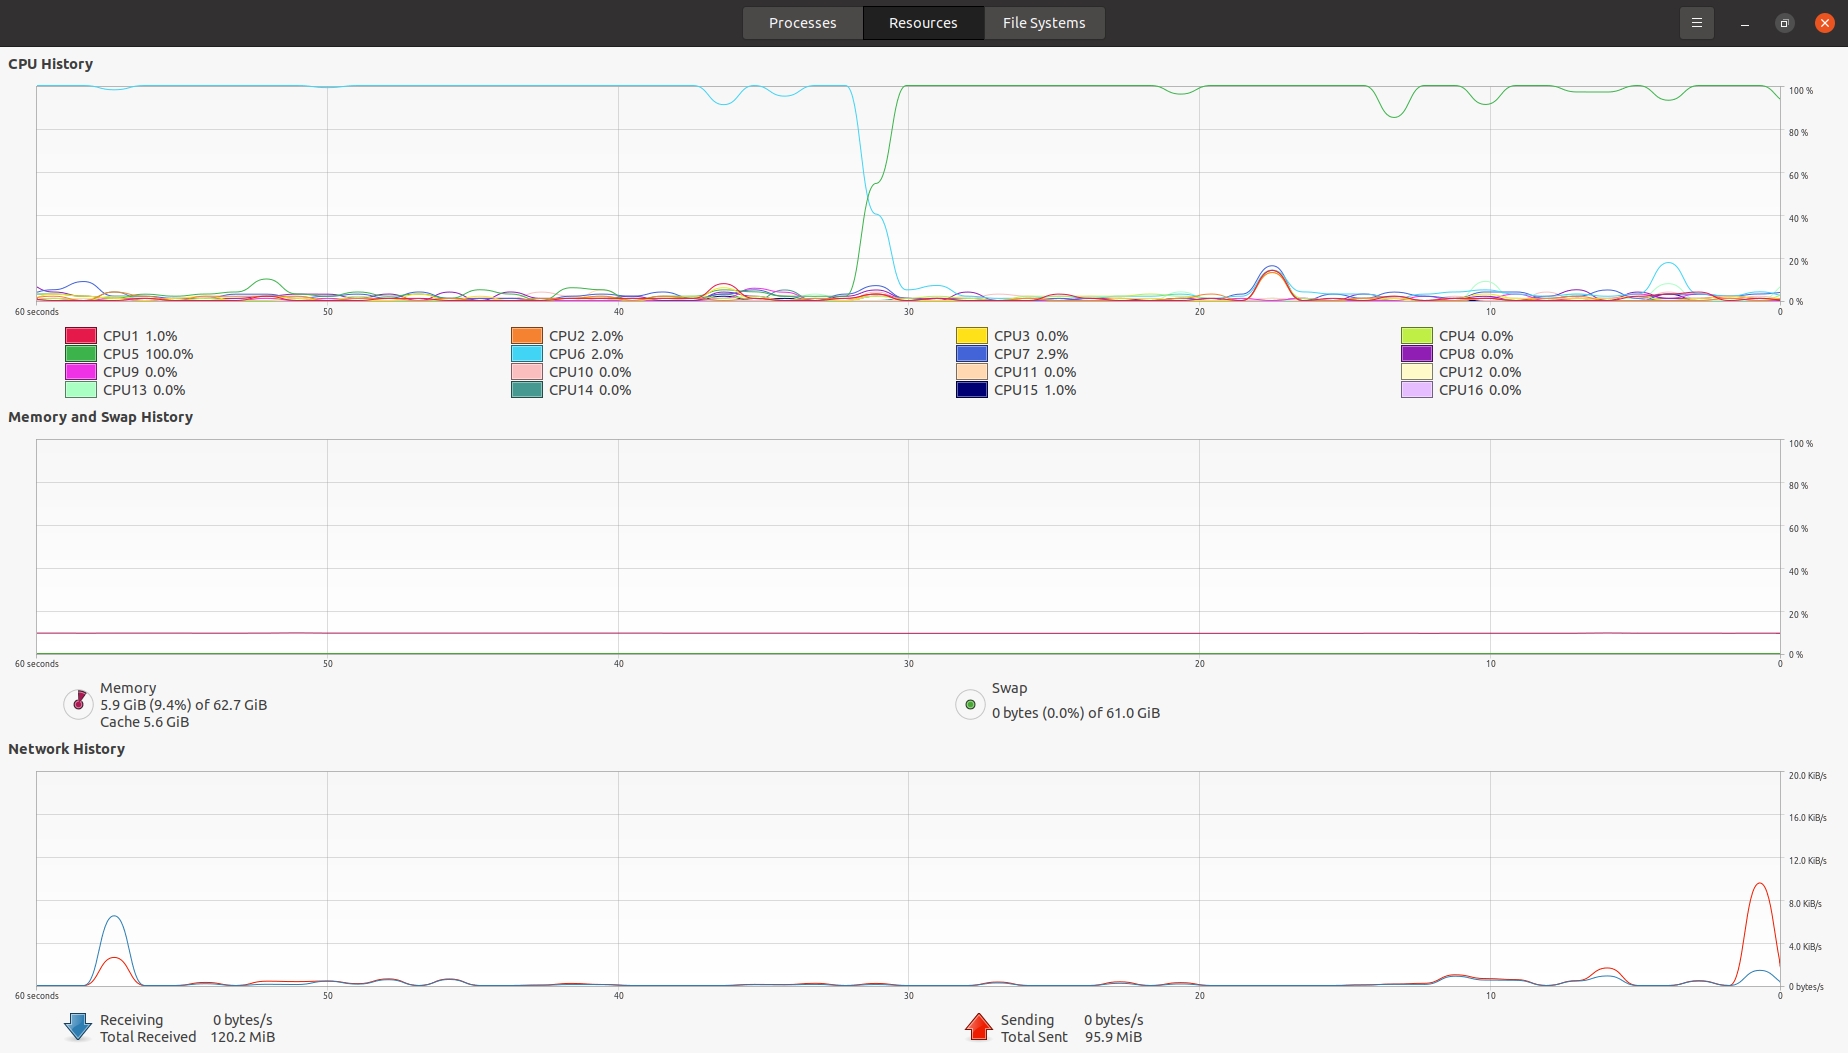 Processes Resources File Systems
CPU History
100 %
80 %
60 %
40 %
20 %
0 %
60 seconds 50 40 30 20 10 0
CPU1 1.0% CPU2 2.0% CPU3 0.0% CPU4 0.0%
CPU5 100.0% CPU6 2.0% CPU7 2.9% CPU8 0.0%
CPU9 0.0% CPU10 0.0% CPU11 0.0% CPU12 0.0%
CPU13 0.0% CPU14 0.0% CPU15 1.0% CPU16 0.0%
Memory and Swap History
100 %
80 %
60 %
40 %
20 %
0 %
60 seconds 50 40 30 20 10 0
Memory
5.9 GiB (9.4%) of 62.7 GiB
Cache 5.6 GiB
Swap
0 bytes (0.0%) of 61.0 GiB
Network History
20.0 KiB/s
16.0 KiB/s
12.0 KiB/s
8.0 KiB/s
4.0 KiB/s
0 bytes/s
60 seconds 50 40 30 20 10 0
Receiving 0 bytes/s
Total Received 120.2 MiB
Sending 0 bytes/s
Total Sent 95.9 MiB